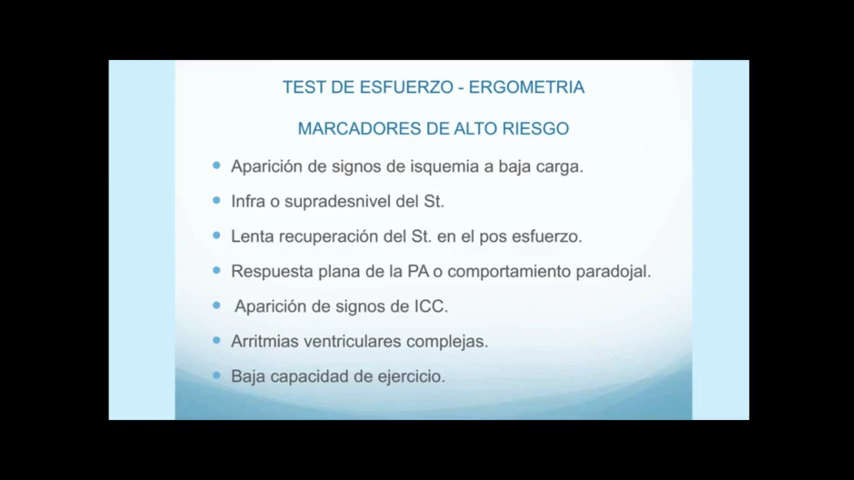 TEST DE ESFUERZO - ERGOMETRIA
MARCADORES DE ALTO RIESGO
Aparición de signos de isquemia a baja carga.
Infra o supradesnivel del St.
Lenta recuperación del St. en el pos esfuerzo.
Respuesta plana de la PA o comportamiento paradojal.
Aparición de signos de ICC.
Arritmias ventriculares complejas.
Baja capacidad de ejercicio.